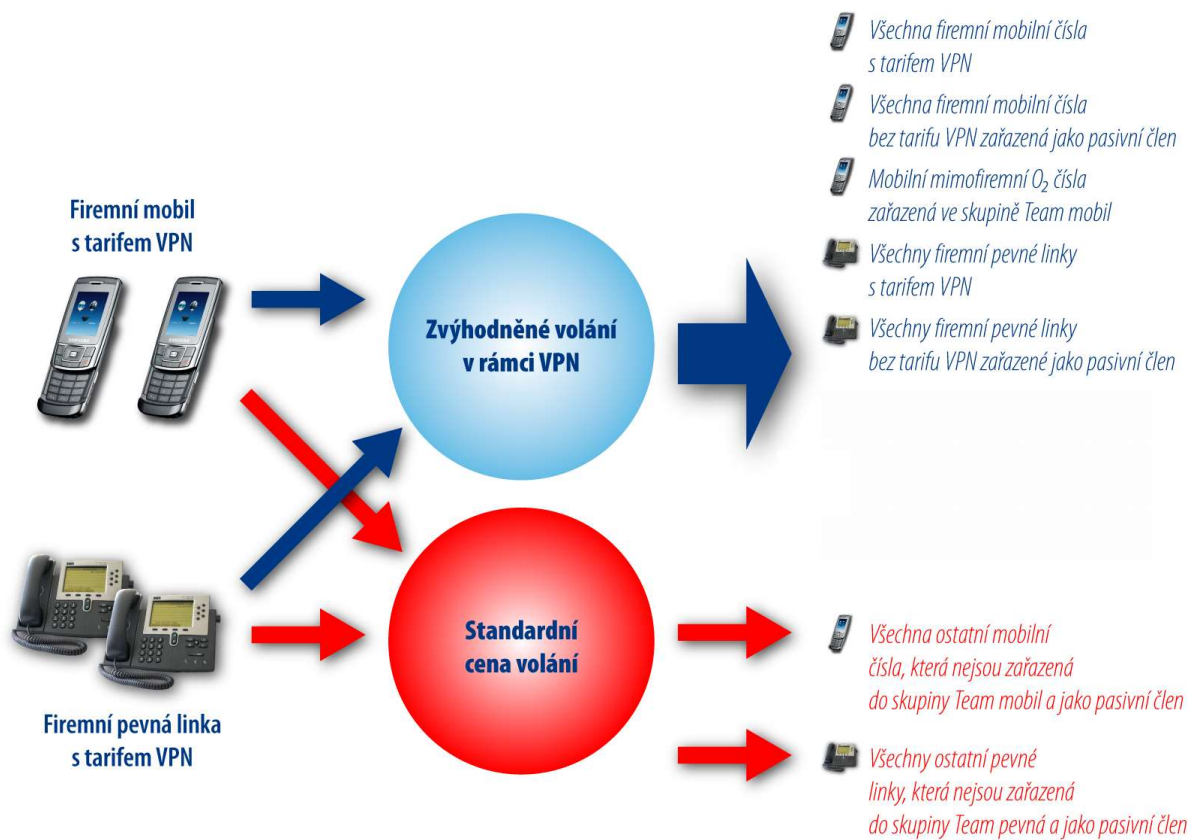 Všechna firemní mobilní čísla
s tarifem VPN
Všechna firemní mobilní čísla
bez tarifu VPN zařazená jako pasivní člen
Mobilní mimofiremní O₂ čísla
zařazená ve skupině Team mobil
Všechny firemní pevné linky
s tarifem VPN
Všechny firemní pevné linky
bez tarifu VPN zařazené jako pasivní člen
Firemní mobil
s tarifem VPN
Zvýhodněné volání
v rámci VPN
Standardní
cena volání
Firemní pevná linka
s tarifem VPN
Všechna ostatní mobilní
čísla, která nejsou zařazená
do skupiny Team mobil a jako pasivní člen
Všechny ostatní pevné
linky, která nejsou zařazená
do skupiny Team pevná a jako pasivní člen